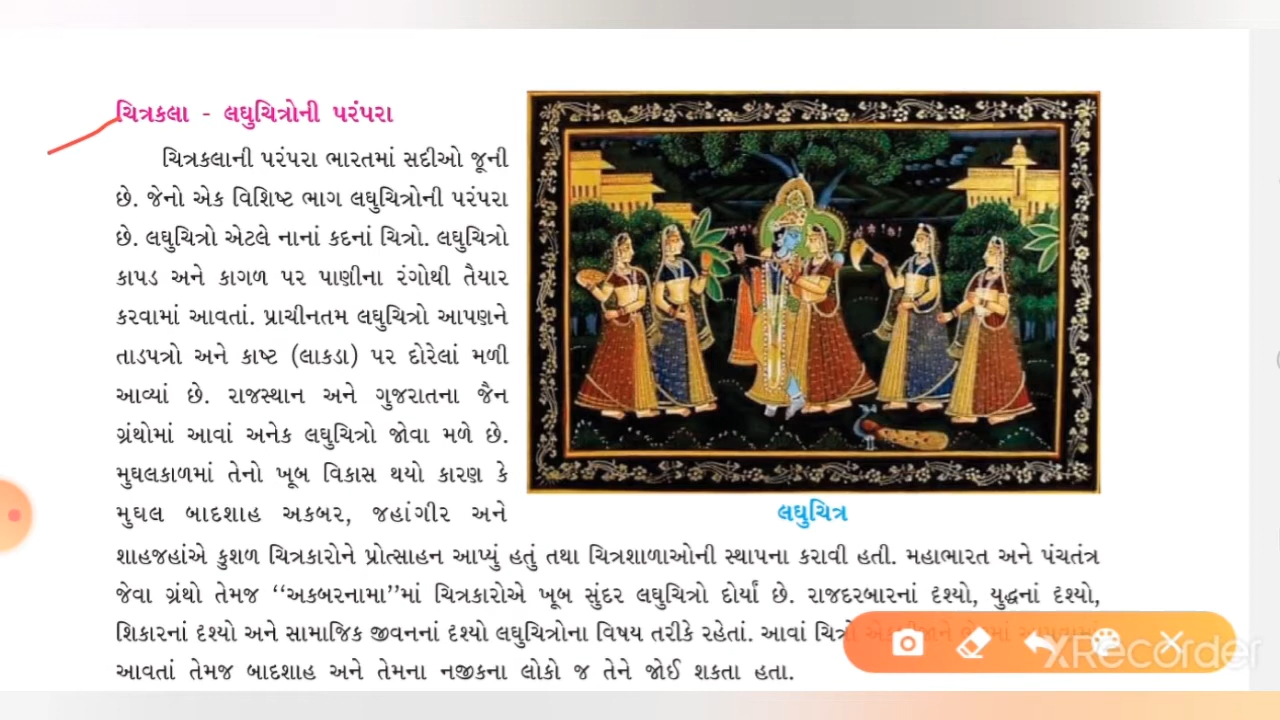 ચિત્રકલા - લઘુચિત્રોની પરંપરા
ચિત્રકલાની પરંપરા ભારતમાં સદીઓ જૂની
છે. જેનો એક વિશિષ્ટ ભાગ લઘુચિત્રોની પરંપરા
છે. લઘુચિત્રો એટલે નાનાં કદનાં ચિત્રો. લઘુચિત્રો
કાપડ અને કાગળ પર પાણીના રંગોથી તૈયાર
કરવામાં આવતાં. પ્રાચીનતમ લઘુચિત્રો આપણને
તાડપત્રો અને કાષ્ટ (લાકડા) પર દોરેલાં મળી
આવ્યાં છે. રાજસ્થાન અને ગુજરાતના જૈન
ગ્રંથોમાં આવાં અનેક લઘુચિત્રો જોવા મળે છે.
મુઘલકાળમાં તેનો ખૂબ વિકાસ થયો કારણ કે
મુઘલ બાદશાહ અકબર, જહાંગીર અને
લઘુચિત્ર
શાહજહાંએ કુશળ ચિત્રકારોને પ્રોત્સાહન આપ્યું હતું તથા ચિત્રશાળાઓની સ્થાપના કરાવી હતી. મહાભારત અને પંચતંત્ર
જેવા ગ્રંથો તેમજ ‘‘અકબરનામા’’માં ચિત્રકારોએ ખૂબ સુંદર લઘુચિત્રો દોર્યાં છે. રાજદરબારનાં દૃશ્યો, યુદ્ધનાં દૃશ્યો,
શિકારનાં દૃશ્યો અને સામાજિક જીવનનાં દૃશ્યો લઘુચિત્રોના વિષય તરીકે રહેતાં. આવાં ચિત્રો
આવતાં તેમજ બાદશાહ અને તેમના નજીકના લોકો જ તેને જોઈ શકતા હતા.
XRecorder